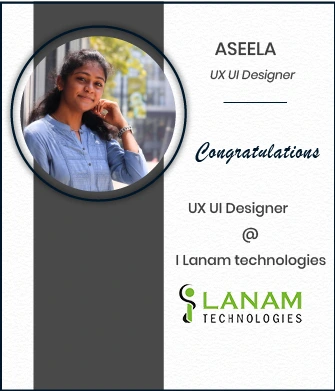 ASEELA
UX UI Designer
Congratulations
UX UI Designer
@
I Lanam technologies
LANAM
TECHNOLOGIES